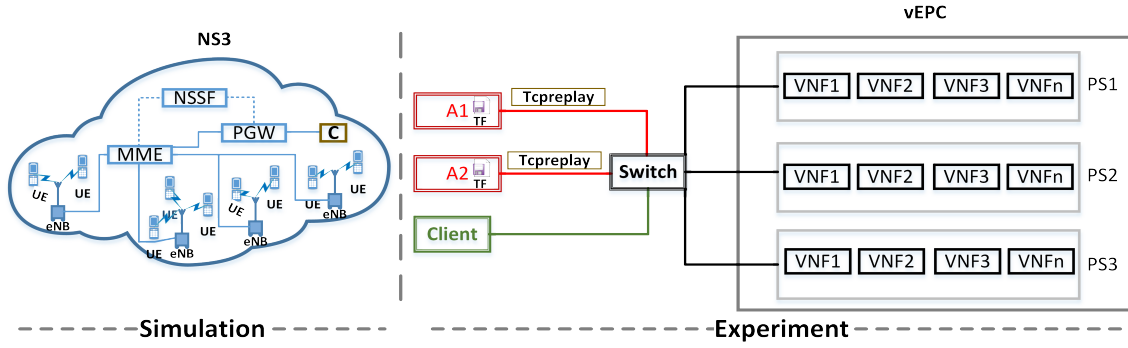 NS3
NSSF
PGW
C
MME
UE
UE
UE
UE
UE
UE
UE
UE
eNB
eNB
eNB
eNB
Simulation
vEPC
A1
TF
Tcpreplay
A2
TF
Tcpreplay
Client
Switch
VNF1 VNF2 VNF3 VNFn PS1
VNF1 VNF2 VNF3 VNFn PS2
VNF1 VNF2 VNF3 VNFn PS3
Experiment